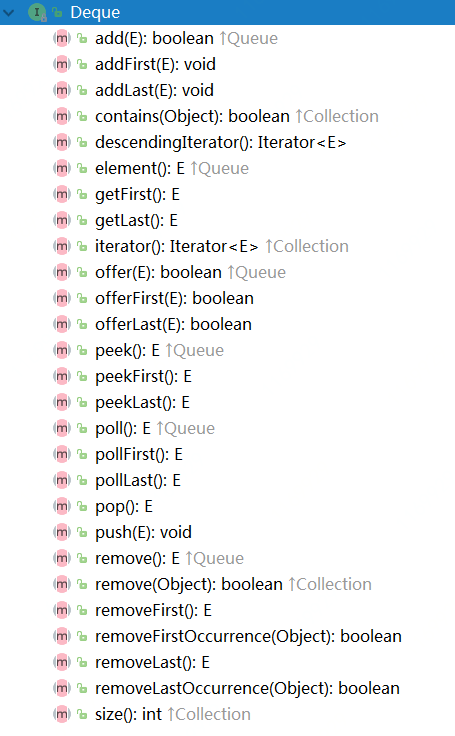 Deque
add(E): boolean ↑Queue
addFirst(E): void
addLast(E): void
contains(Object): boolean ↑Collection
descendingIterator(): Iterator<E>
element(): E ↑Queue
getFirst(): E
getLast(): E
iterator(): Iterator<E> ↑Collection
offer(E): boolean ↑Queue
offerFirst(E): boolean
offerLast(E): boolean
peek(): E ↑Queue
peekFirst(): E
peekLast(): E
poll(): E ↑Queue
pollFirst(): E
pollLast(): E
pop(): E
push(E): void
remove(): E ↑Queue
remove(Object): boolean ↑Collection
removeFirst(): E
removeFirstOccurrence(Object): boolean
removeLast(): E
removeLastOccurrence(Object): boolean
size(): int ↑Collection